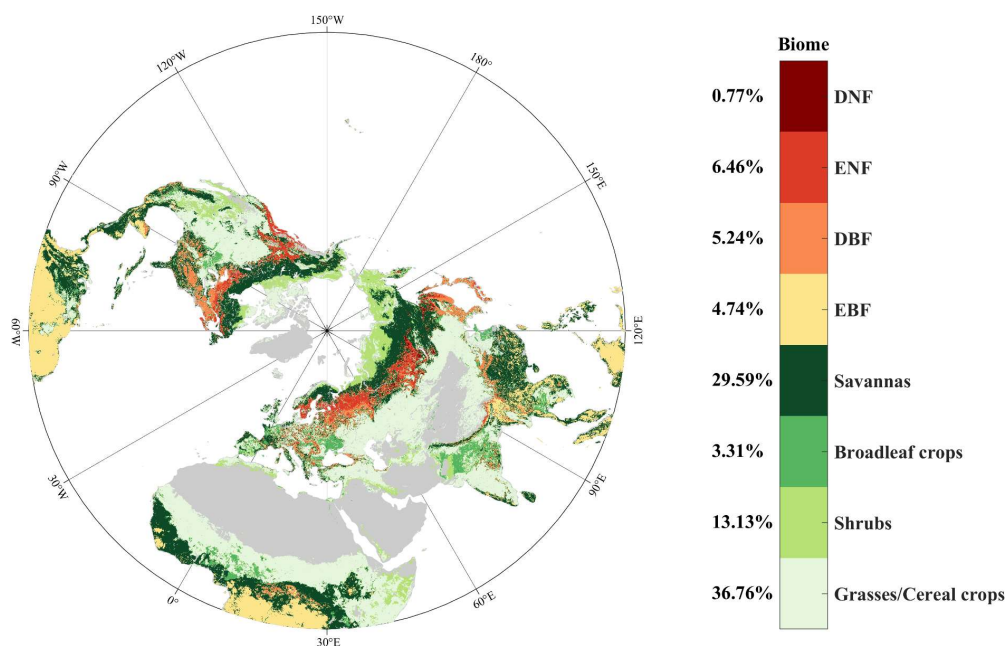 150°W
180°
120°W
150°E
90°W
60°W
120°E
30°W
90°E
0°
60°E
30°E
Biome
0.77% DNF
6.46% ENF
5.24% DBF
4.74% EBF
29.59% Savannas
3.31% Broadleaf crops
13.13% Shrubs
36.76% Grasses/Cereal crops